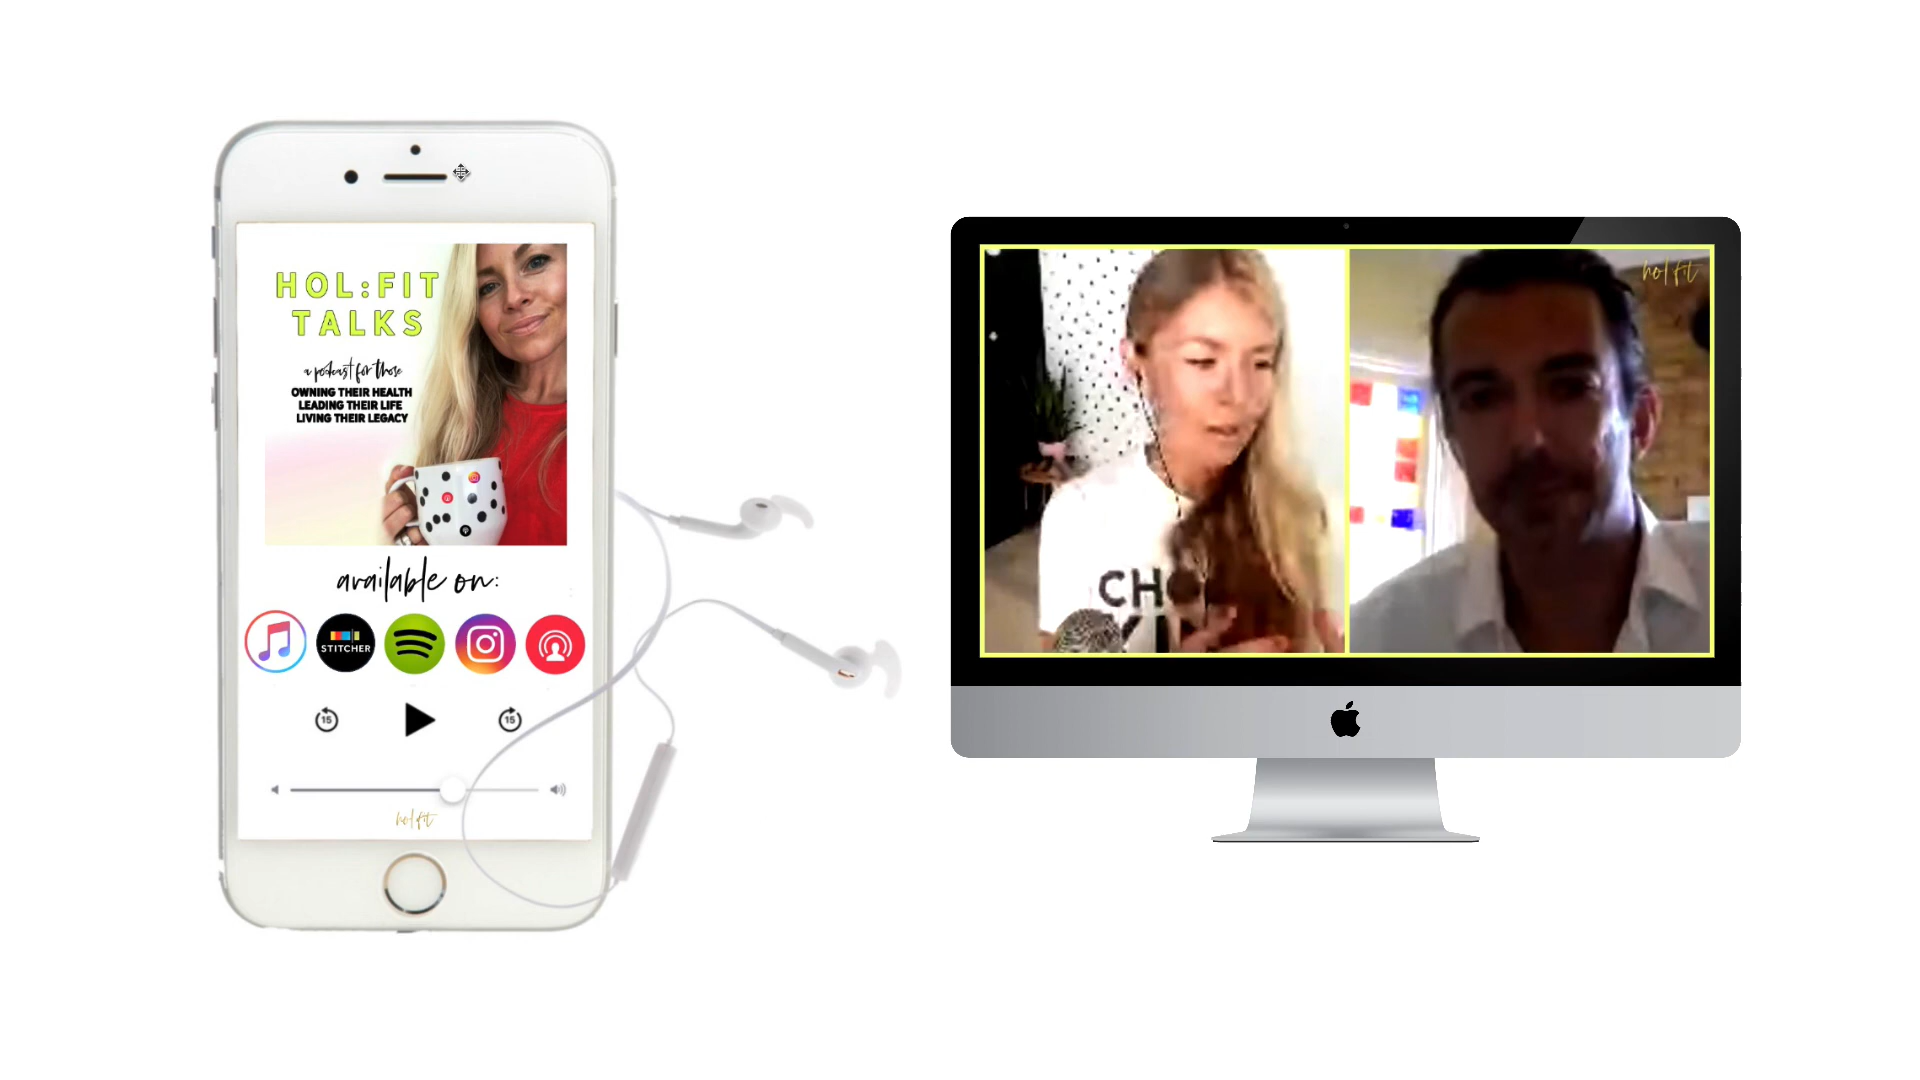 HOL:FIT
TALKS
a podcast for those
OWNING THEIR HEALTH
LEADING THEIR LIFE
LIVING THEIR LEGACY
available on:
STITCHER
15
15
hol fit
hol fit
CHO